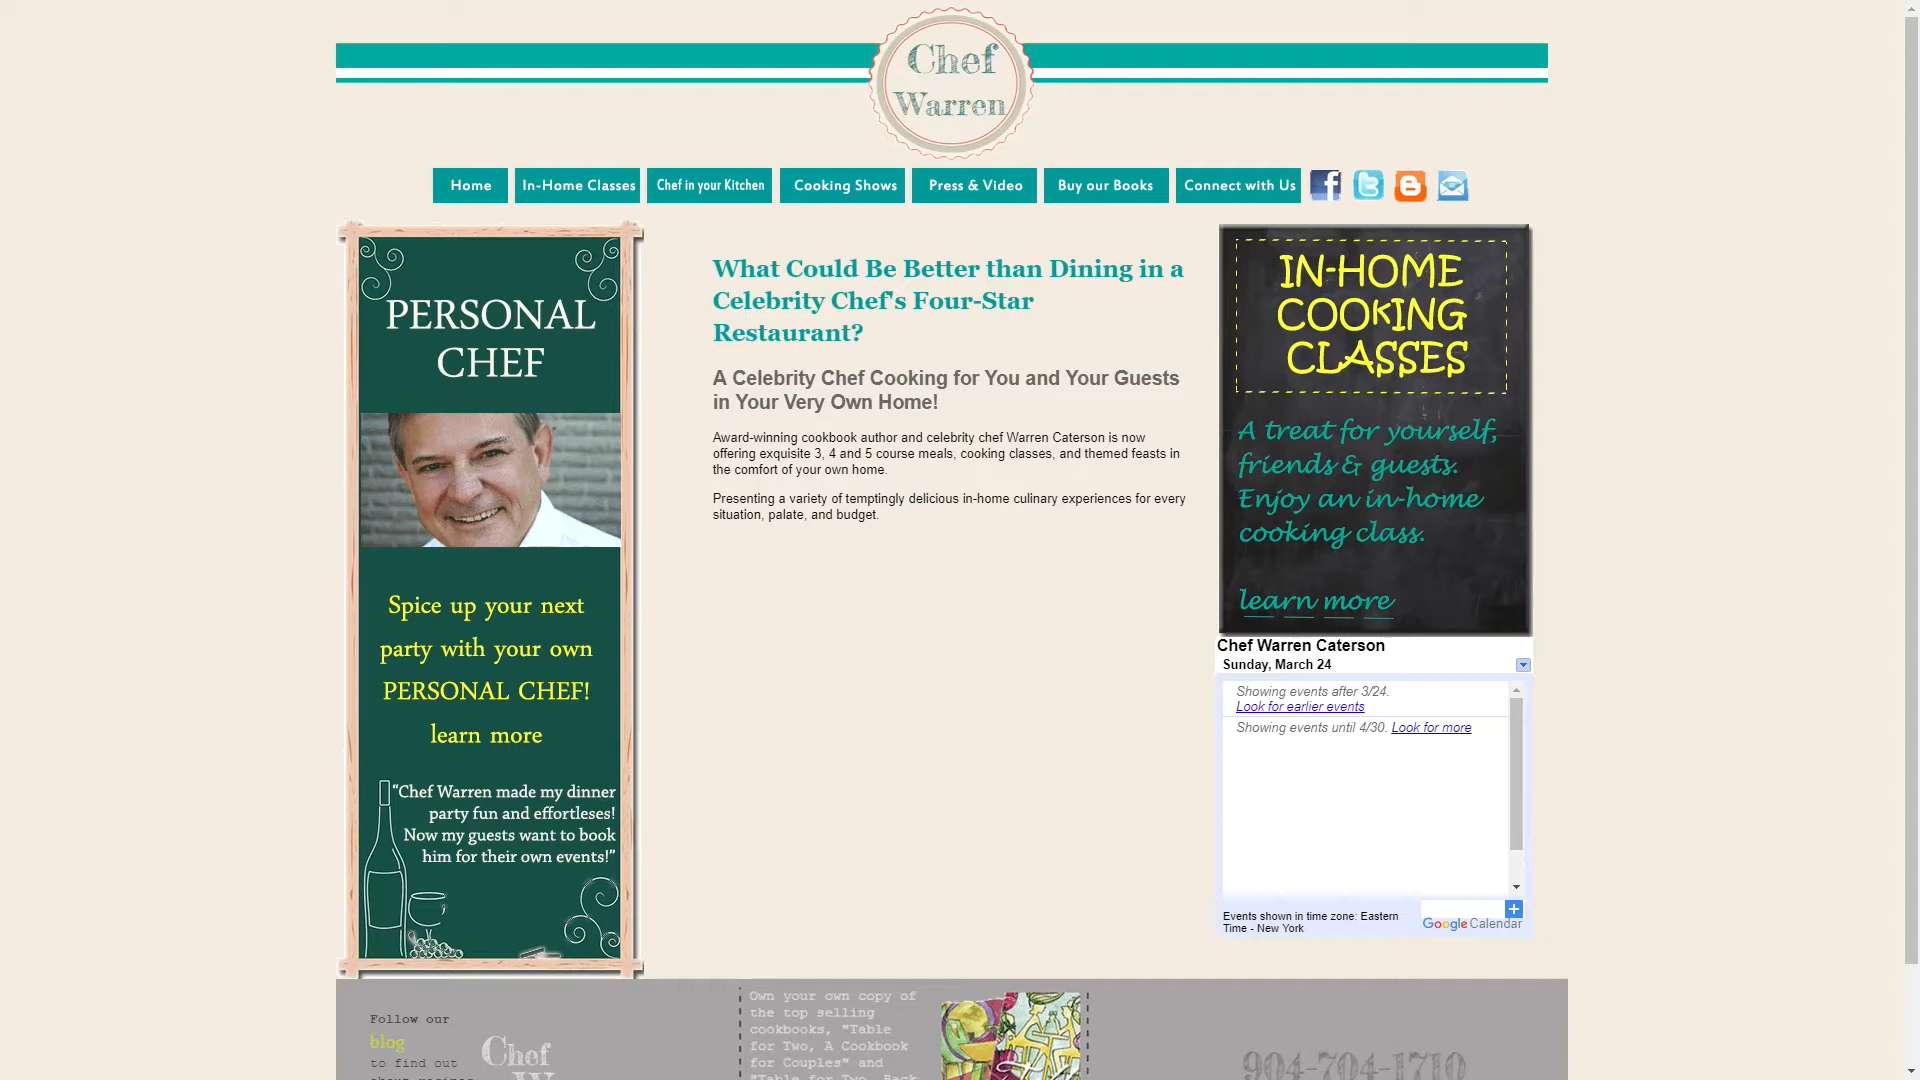 Chef
Warren
Home
In-Home Classes
Chef in your Kitchen
Cooking Shows
Press & Video
Buy our Books
Connect with Us
PERSONAL
CHEF
Spice up your next
party with your own
PERSONAL CHEF!
learn more
“Chef Warren made my dinner
party fun and effortleses!
Now my guests want to book
him for their own events!”
What Could Be Better than Dining in a
Celebrity Chef's Four-Star
Restaurant?
A Celebrity Chef Cooking for You and Your Guests
in Your Very Own Home!
Award-winning cookbook author and celebrity chef Warren Caterson is now
offering exquisite 3, 4 and 5 course meals, cooking classes, and themed feasts in
the comfort of your own home.
Presenting a variety of temptingly delicious in-home culinary experiences for every
situation, palate, and budget.
IN-HOME
COOKING
CLASSES
A treat for yourself,
friends & guests.
Enjoy an in-home
cooking class.
learn more
Chef Warren Caterson
Sunday, March 24
Showing events after 3/24.
Look for earlier events
Showing events until 4/30. Look for more
Events shown in time zone: Eastern
Time - New York
Google Calendar
Follow our
blog
to find out
about recipes
Chef
W
Own your own copy of
the top selling
cookbooks, "Table
for Two, A Cookbook
for Couples" and
"Table for Two, Back
904-704-1710